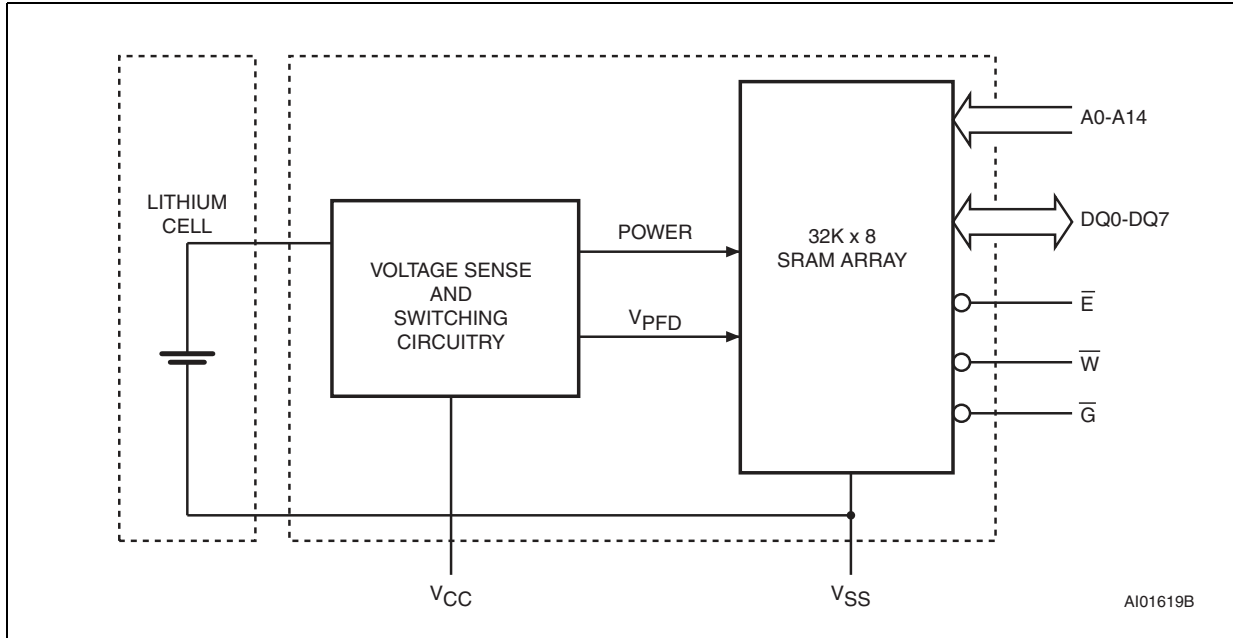 LITHIUM
CELL
VOLTAGE SENSE
AND
SWITCHING
CIRCUITRY
POWER
VPFD
32K x 8
SRAM ARRAY
A0-A14
DQ0-DQ7
E̅
W̅
G̅
VCC
VSS
AI01619B